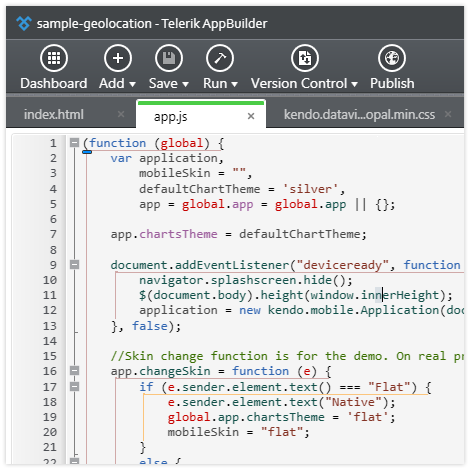 sample-geolocation - Telerik AppBuilder
Dashboard Add Save Run Version Control Publish
index.html × app.js × kendo.datavi...opal.min.css ×
1 (function (global) {
2 var application,
3 mobileSkin = "",
4 defaultChartTheme = 'silver',
5 app = global.app = global.app || {};
6
7 app.chartsTheme = defaultChartTheme;
8
9 document.addEventListener("deviceready", function
10 navigator.splashscreen.hide();
11 $(document.body).height(window.innerHeight);
12 application = new kendo.mobile.Application(doc
13 }, false);
14
15 //Skin change function is for the demo. On real pr
16 app.changeSkin = function (e) {
17 if (e.sender.element.text() === "Flat") {
18 e.sender.element.text("Native");
19 global.app.chartsTheme = 'flat';
20 mobileSkin = "flat";
21 }
22 else {